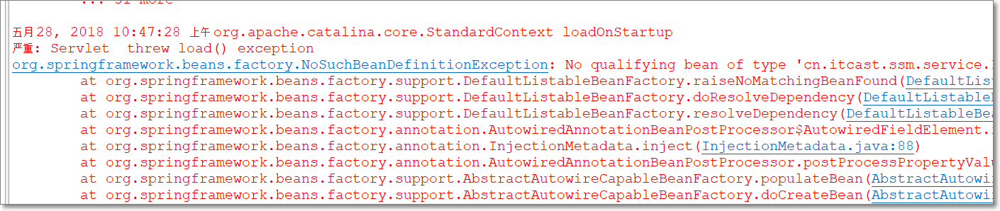 ... 51 more
五月28, 2018 10:47:28 上午org.apache.catalina.core.StandardContext loadOnStartup
严重: Servlet  threw load() exception
org.springframework.beans.factory.NoSuchBeanDefinitionException: No qualifying bean of type 'cn.itcast.ssm.service.
at org.springframework.beans.factory.support.DefaultListableBeanFactory.raiseNoMatchingBeanFound(DefaultList
at org.springframework.beans.factory.support.DefaultListableBeanFactory.doResolveDependency(DefaultListable
at org.springframework.beans.factory.support.DefaultListableBeanFactory.resolveDependency(DefaultListableBea
at org.springframework.beans.factory.annotation.AutowiredAnnotationBeanPostProcessor$AutowiredFieldElement.
at org.springframework.beans.factory.annotation.InjectionMetadata.inject(InjectionMetadata.java:88)
at org.springframework.beans.factory.annotation.AutowiredAnnotationBeanPostProcessor.postProcessPropertyValu
at org.springframework.beans.factory.support.AbstractAutowireCapableBeanFactory.populateBean(AbstractAutowi
at org.springframework.beans.factory.support.AbstractAutowireCapableBeanFactory.doCreateBean(AbstractAutowi